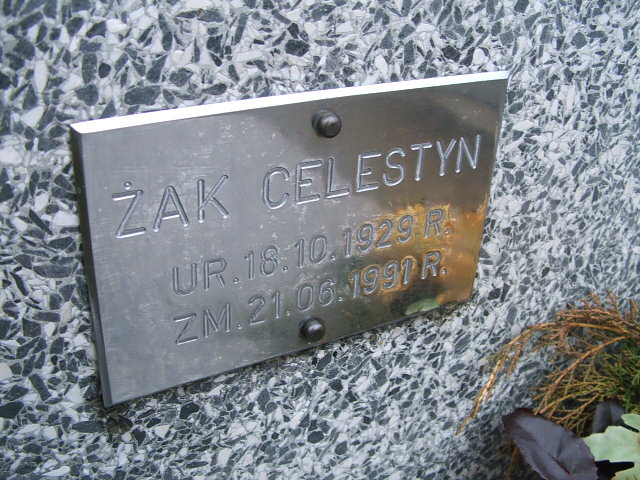 ŻAK CELESTYN
UR. 18.10.1929 R.
ZM. 21.06.1991 R.